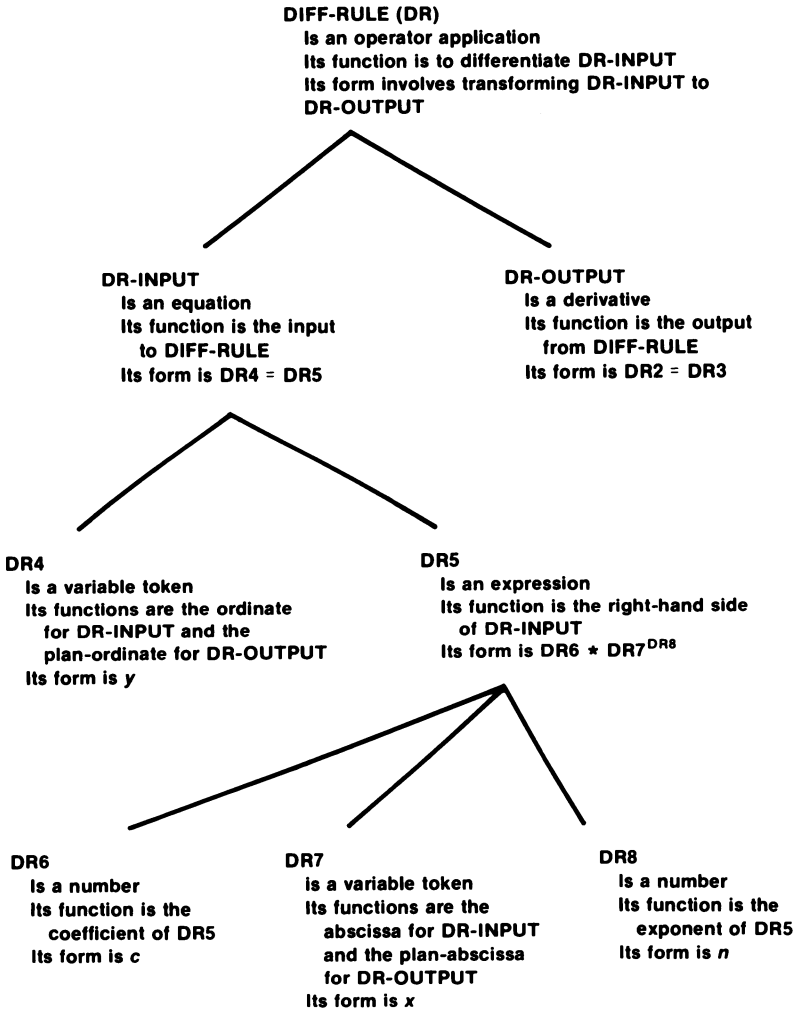 DIFF-RULE (DR)
Is an operator application
Its function is to differentiate DR-INPUT
Its form involves transforming DR-INPUT to
DR-OUTPUT
DR-INPUT
Is an equation
Its function is the input
to DIFF-RULE
Its form is DR4 = DR5
DR-OUTPUT
Is a derivative
Its function is the output
from DIFF-RULE
Its form is DR2 = DR3
DR4
Is a variable token
Its functions are the ordinate
for DR-INPUT and the
plan-ordinate for DR-OUTPUT
Its form is y
DR5
Is an expression
Its function is the right-hand side
of DR-INPUT
Its form is DR6 * DR7^DR8
DR6
Is a number
Its function is the
coefficient of DR5
Its form is c
DR7
is a variable token
Its functions are the
abscissa for DR-INPUT
and the plan-abscissa
for DR-OUTPUT
Its form is x
DR8
Is a number
Its function is the
exponent of DR5
Its form is n